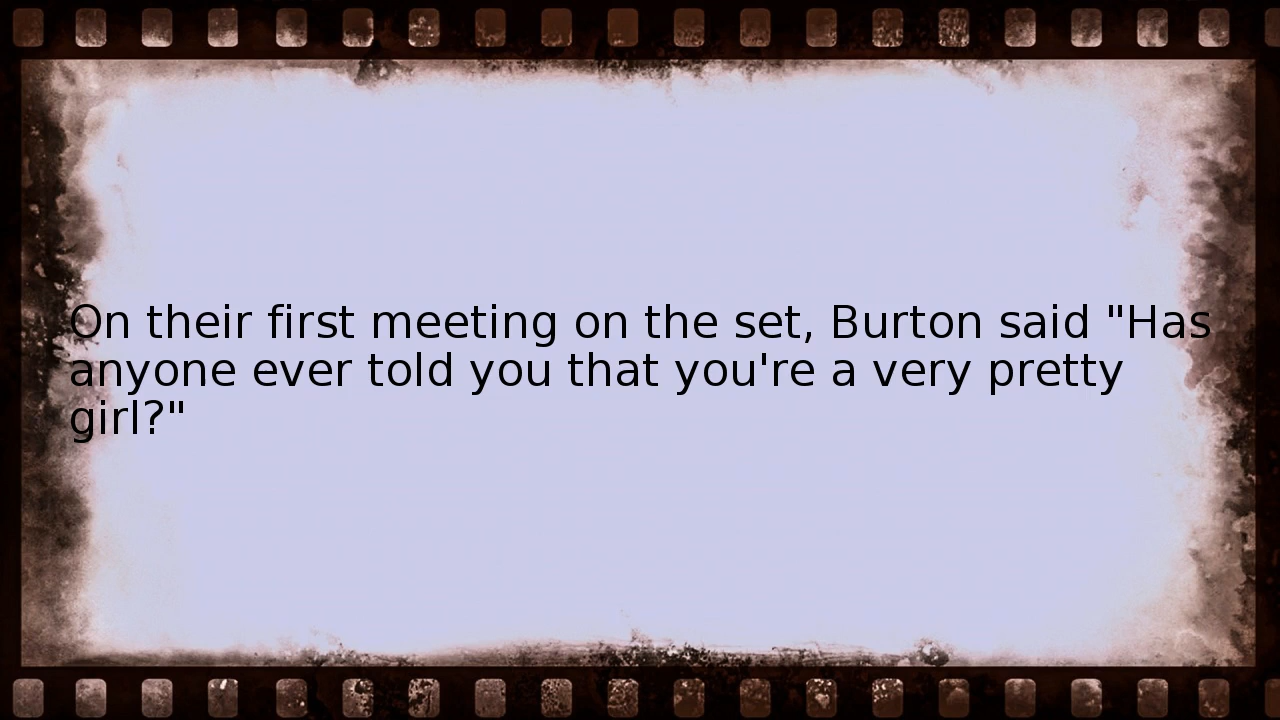 On their first meeting on the set, Burton said "Has
anyone ever told you that you're a very pretty
girl?"